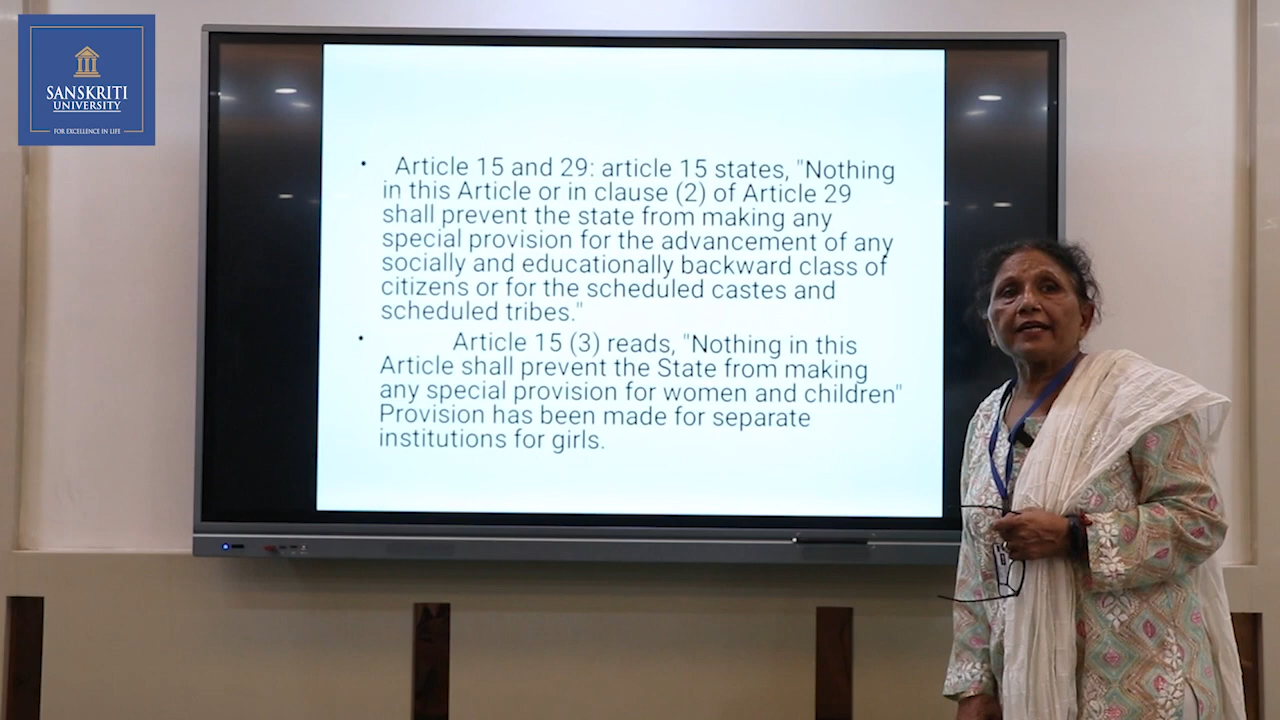 SANSKRITI
UNIVERSITY
FOR EXCELLENCE IN LIFE
• Article 15 and 29: article 15 states, "Nothing
in this Article or in clause (2) of Article 29
shall prevent the state from making any
special provision for the advancement of any
socially and educationally backward class of
citizens or for the scheduled castes and
scheduled tribes."
• Article 15 (3) reads, "Nothing in this
Article shall prevent the State from making
any special provision for women and children"
Provision has been made for separate
institutions for girls.